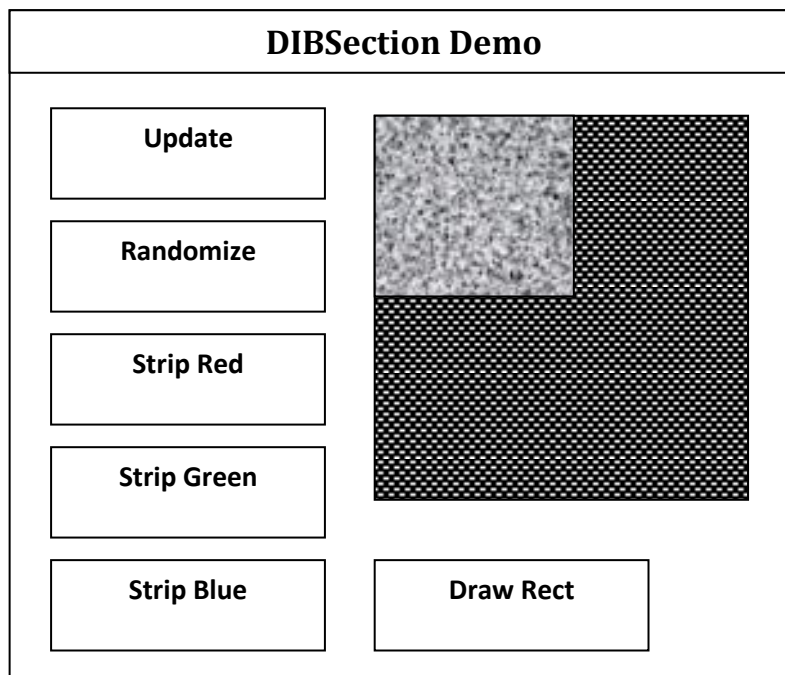 DIBSection Demo
Update
Randomize
Strip Red
Strip Green
Strip Blue
Draw Rect